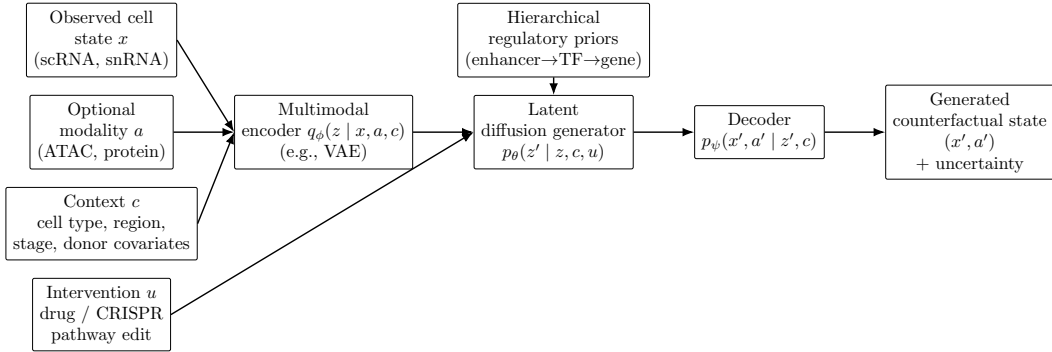 Observed cell
state x
(scRNA, snRNA)
Optional
modality a
(ATAC, protein)
Context c
cell type, region,
stage, donor covariates
Intervention u
drug / CRISPR
pathway edit
Multimodal
encoder qϕ(z | x, a, c)
(e.g., VAE)
Hierarchical
regulatory priors
(enhancer→TF→gene)
Latent
diffusion generator
pθ(z′ | z, c, u)
Decoder
pψ(x′, a′ | z′, c)
Generated
counterfactual state
(x′, a′)
+ uncertainty